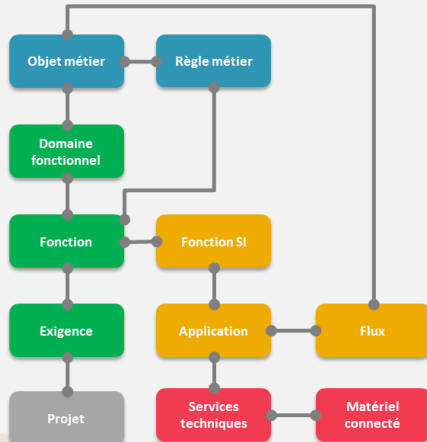 Objet métier
Règle métier
Domaine
fonctionnel
Fonction
Fonction SI
Exigence
Application
Flux
Projet
Services
techniques
Matériel
connecté